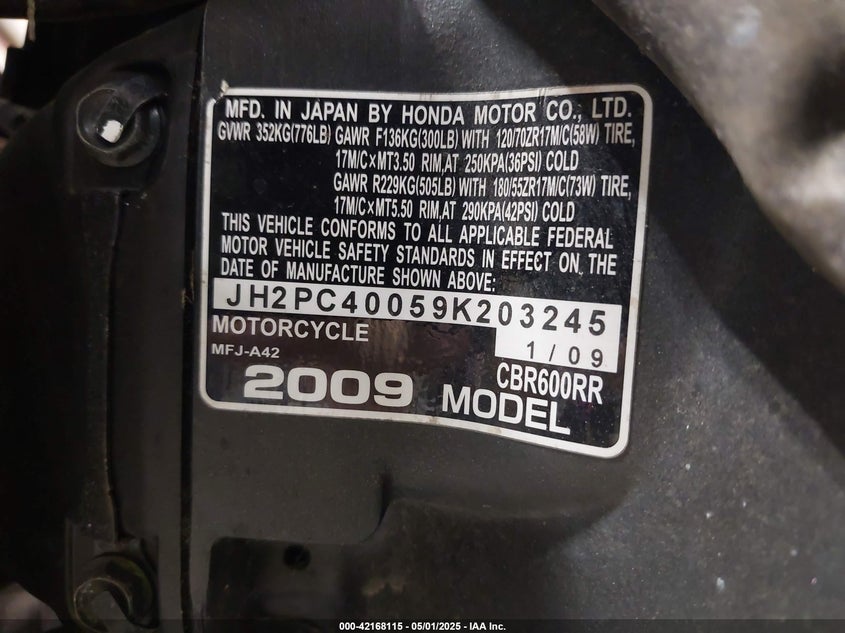 MFD. IN JAPAN BY HONDA MOTOR CO., LTD.
GVWR 352KG(776LB) GAWR F136KG(300LB) WITH 120/70ZR17M/C(58W) TIRE,
17M/C×MT3.50 RIM,AT 250KPA(36PSI) COLD
GAWR R229KG(505LB) WITH 180/55ZR17M/C(73W) TIRE,
17M/C×MT5.50 RIM,AT 290KPA(42PSI) COLD
THIS VEHICLE CONFORMS TO ALL APPLICABLE FEDERAL
MOTOR VEHICLE SAFETY STANDARDS IN EFFECT ON THE
DATE OF MANUFACTURE SHOWN ABOVE:
JH2PC40059K203245
MOTORCYCLE 1/09
MFJ-A42 CBR600RR
2009 MODEL
000-42168115 — 05/01/2025 — IAA Inc.